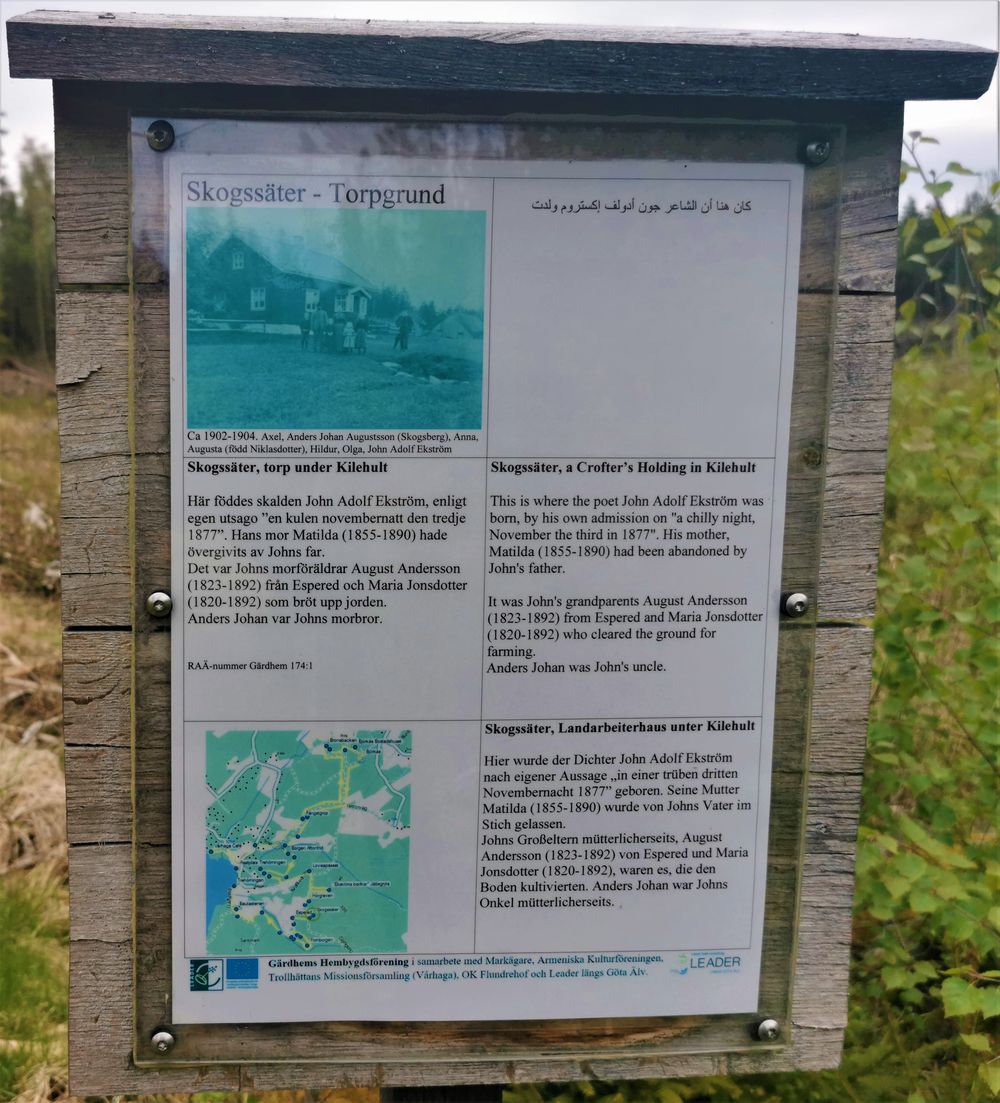 Skogssäter - Torpgrund
كان هنا أن الشاعر جون أدولف إكستروم ولدت
Ca 1902-1904. Axel, Anders Johan Augustsson (Skogsberg), Anna,
Augusta (född Niklasdotter), Hildur, Olga, John Adolf Ekström
Skogssäter, torp under Kilehult
Här föddes skalden John Adolf Ekström, enligt
egen utsago ”en kulen novembernatt den tredje
1877”. Hans mor Matilda (1855-1890) hade
övergivits av Johns far.
Det var Johns morföräldrar August Andersson
(1823-1892) från Espered och Maria Jonsdotter
(1820-1892) som bröt upp jorden.
Anders Johan var Johns morbror.
RAÄ-nummer Gärdhem 174:1
Skogssäter, a Crofter’s Holding in Kilehult
This is where the poet John Adolf Ekström was
born, by his own admission on "a chilly night,
November the third in 1877". His mother,
Matilda (1855-1890) had been abandoned by
John's father.
It was John's grandparents August Andersson
(1823-1892) from Espered and Maria Jonsdotter
(1820-1892) who cleared the ground for
farming.
Anders Johan was John's uncle.
Skogssäter, Landarbeiterhaus unter Kilehult
Hier wurde der Dichter John Adolf Ekström
nach eigener Aussage „in einer trüben dritten
Novembernacht 1877” geboren. Seine Mutter
Matilda (1855-1890) wurde von Johns Vater im
Stich gelassen.
Johns Großeltern mütterlicherseits, August
Andersson (1823-1892) von Espered und Maria
Jonsdotter (1820-1892), waren es, die den
Boden kultivierten. Anders Johan war Johns
Onkel mütterlicherseits.
Gärdhems Hembygdsförening i samarbete med Markägare, Armeniska Kulturföreningen,
Trollhättans Missionsförsamling (Vårhaga), OK Flundrehof och Leader längs Göta Älv.
LEADER